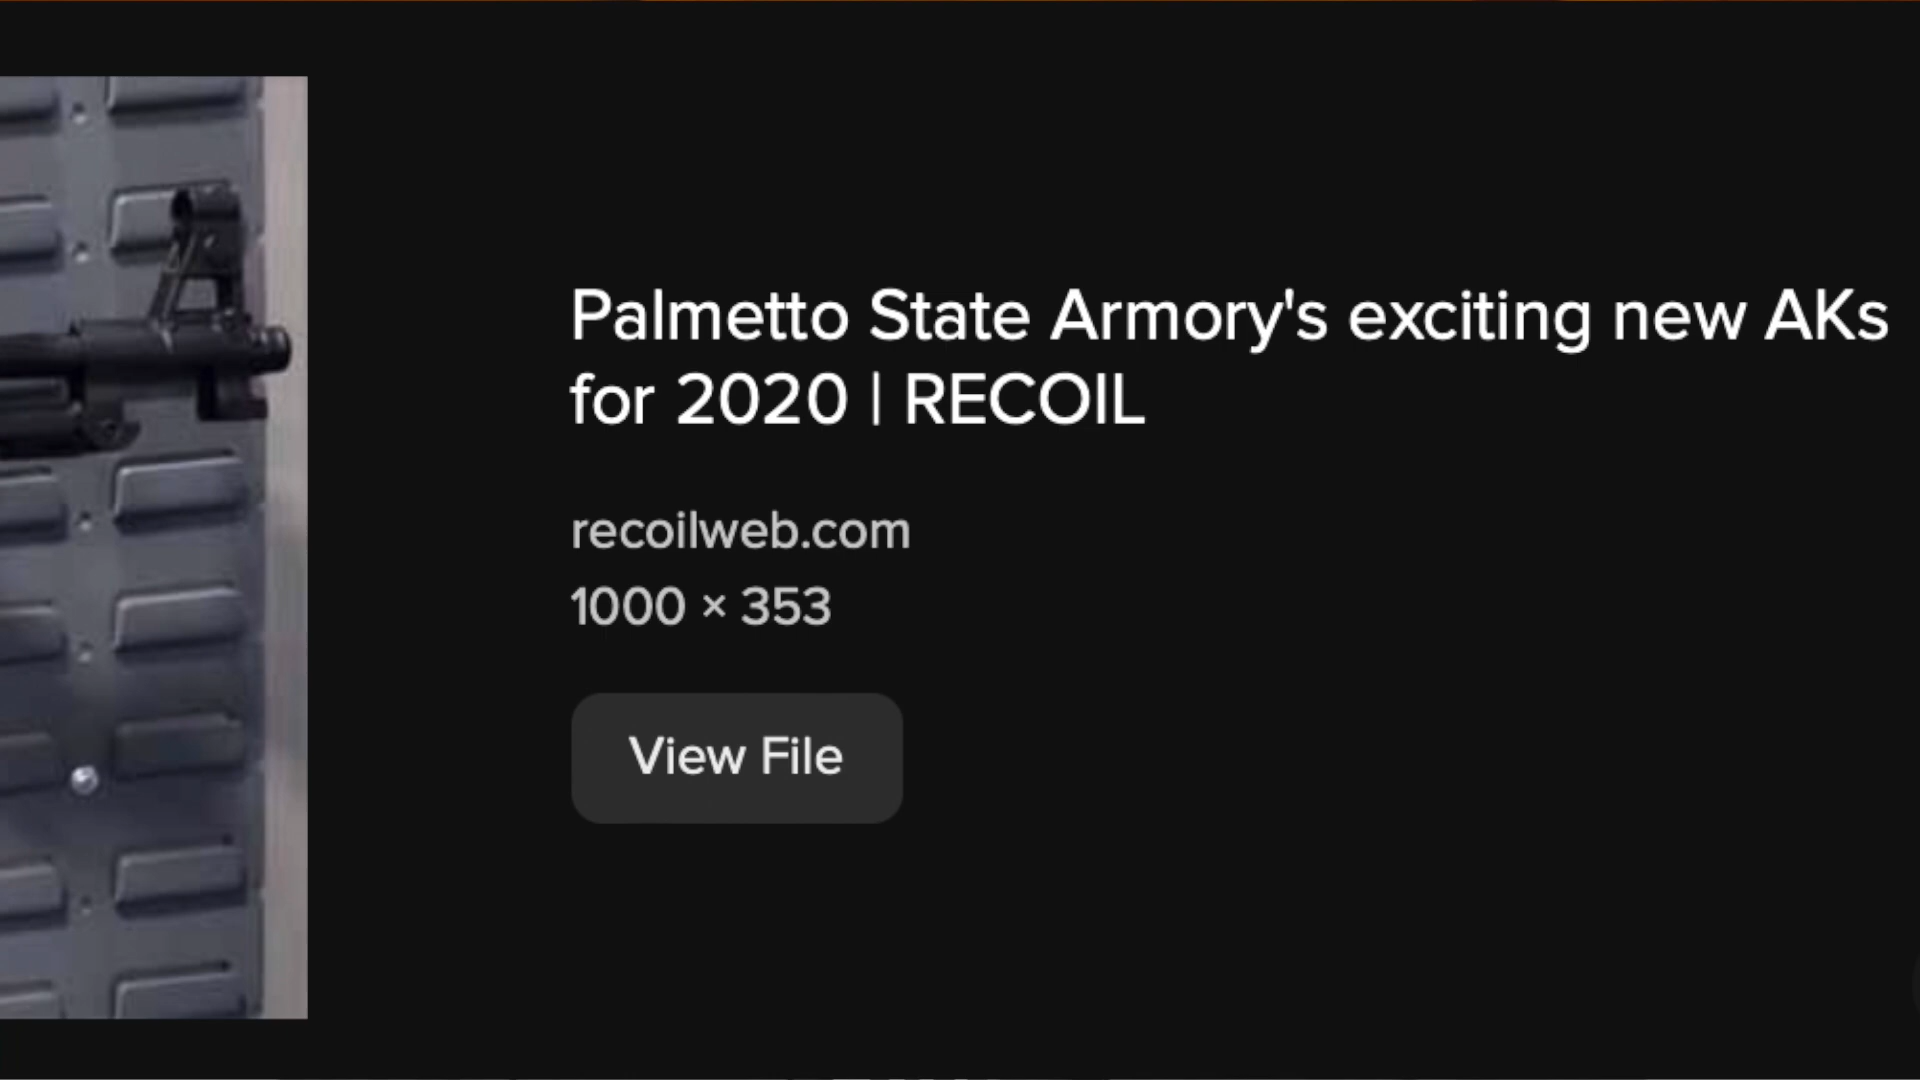 Palmetto State Armory's exciting new AKs
for 2020 | RECOIL
recoilweb.com
1000 × 353
View File